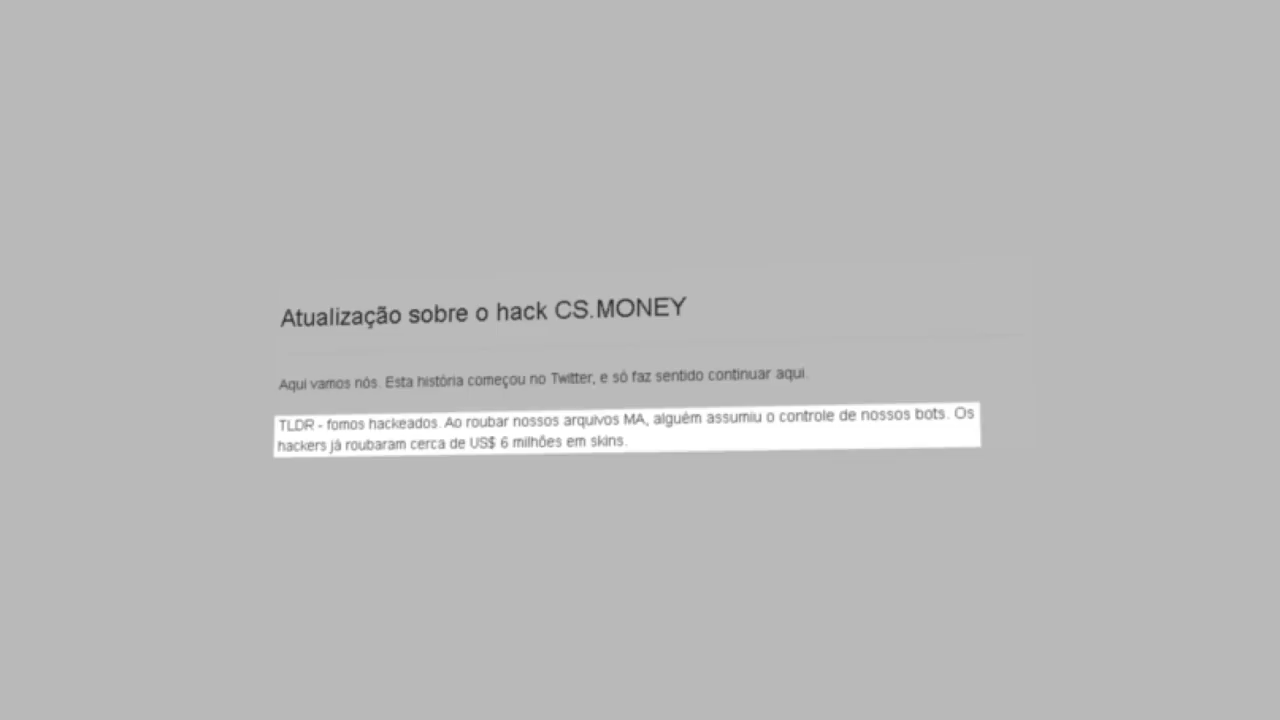 Atualização sobre o hack CS.MONEY
Aqui vamos nós. Esta história começou no Twitter, e só faz sentido continuar aqui.
TLDR - fomos hackeados. Ao roubar nossos arquivos MA, alguém assumiu o controle de nossos bots. Os
hackers já roubaram cerca de US$ 6 milhões em skins.